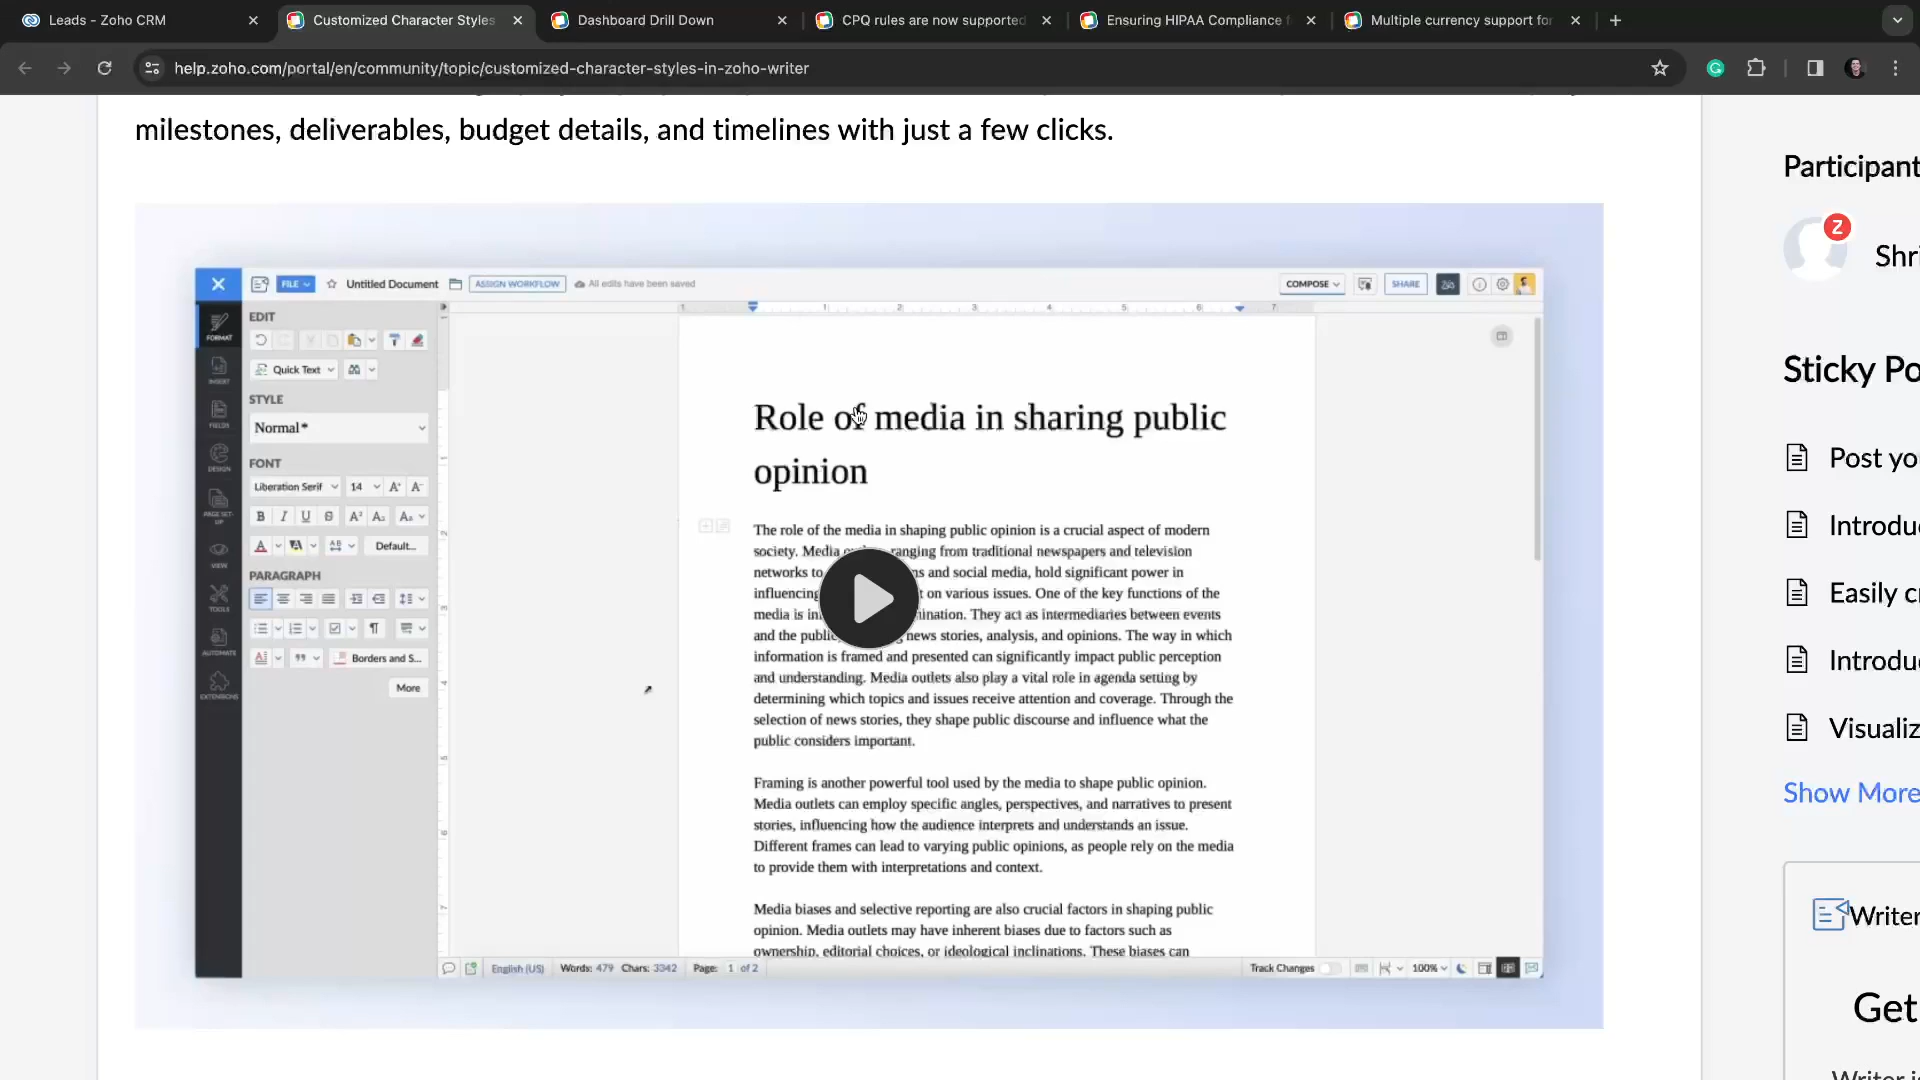 Leads - Zoho CRM
Customized Character Styles
Dashboard Drill Down
CPQ rules are now supported
Ensuring HIPAA Compliance f
Multiple currency support for
help.zoho.com/portal/en/community/topic/customized-character-styles-in-zoho-writer
milestones, deliverables, budget details, and timelines with just a few clicks.
FILE
Untitled Document
ASSIGN WORKFLOW
All edits have been saved
COMPOSE
SHARE
FORMAT
INSERT
FIELDS
DESIGN
PAGE SET-UP
VIEW
TOOLS
AUTOMATE
EXTENSIONS
EDIT
Quick Text
STYLE
Normal*
FONT
Liberation Serif
14
Default...
PARAGRAPH
Borders and S...
More
Role of media in sharing public
opinion
The role of the media in shaping public opinion is a crucial aspect of modern
society. Media ranging from traditional newspapers and television
networks to and social media, hold significant power in
influencing on various issues. One of the key functions of the
media is They act as intermediaries between events
and the public, news stories, analysis, and opinions. The way in which
information is framed and presented can significantly impact public perception
and understanding. Media outlets also play a vital role in agenda setting by
determining which topics and issues receive attention and coverage. Through the
selection of news stories, they shape public discourse and influence what the
public considers important.
Framing is another powerful tool used by the media to shape public opinion.
Media outlets can employ specific angles, perspectives, and narratives to present
stories, influencing how the audience interprets and understands an issue.
Different frames can lead to varying public opinions, as people rely on the media
to provide them with interpretations and context.
Media biases and selective reporting are also crucial factors in shaping public
opinion. Media outlets may have inherent biases due to factors such as
ownership, editorial choices, or ideological inclinations. These biases can
English (US)
Words: 479 Chars: 3342
Page: 1 of 2
Track Changes
100%
Participant
Z
Shri
Sticky Po
Post yo
Introduc
Easily cr
Introduc
Visualiz
Show More
Writer
Get